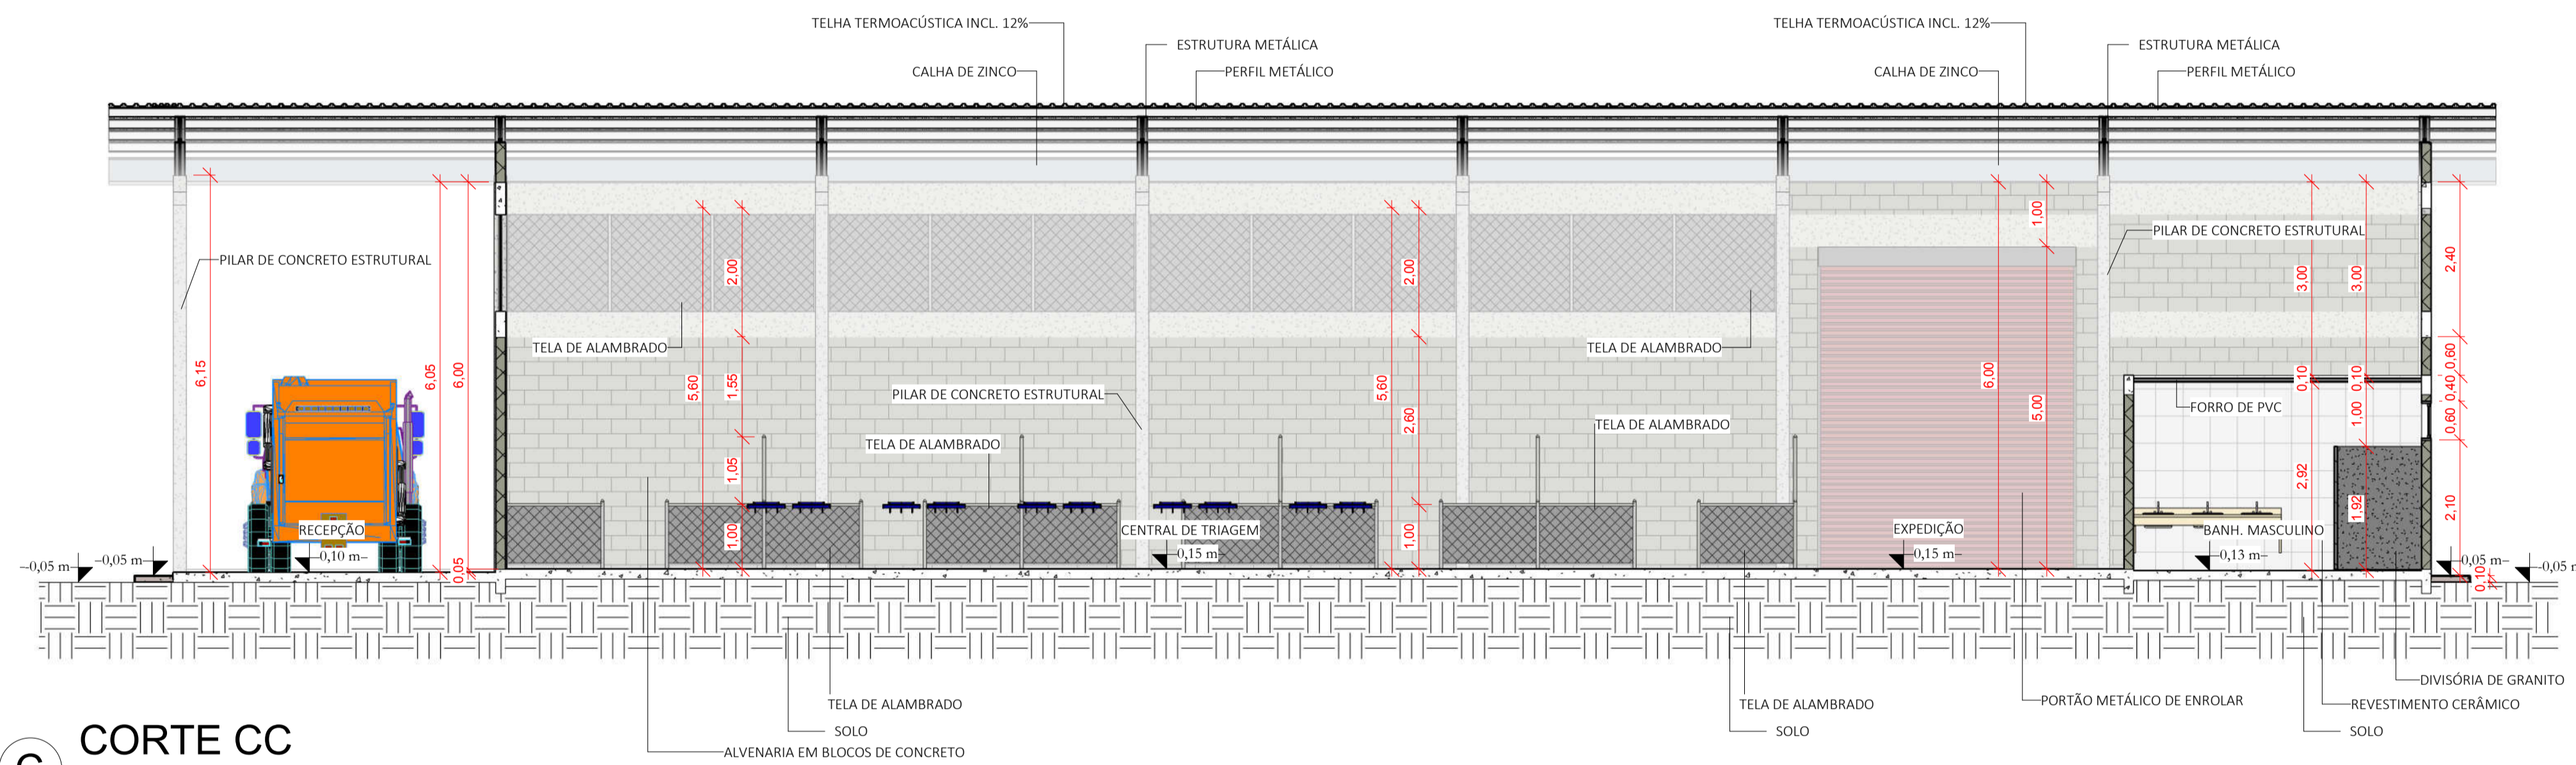 TELHA TERMOACÚSTICA INCL. 12%
TELHA TERMOACÚSTICA INCL. 12%
ESTRUTURA METÁLICA
ESTRUTURA METÁLICA
CALHA DE ZINCO
PERFIL METÁLICO
CALHA DE ZINCO
PERFIL METÁLICO
PILAR DE CONCRETO ESTRUTURAL
PILAR DE CONCRETO ESTRUTURAL
1,00
2,40
2,00
2,00
3,00
3,00
TELA DE ALAMBRADO
TELA DE ALAMBRADO
6,15
6,05
6,00
5,60
1,55
5,60
6,00
0,60
0,10
0,10
0,40
PILAR DE CONCRETO ESTRUTURAL
FORRO DE PVC
2,60
5,00
1,00
0,60
TELA DE ALAMBRADO
TELA DE ALAMBRADO
1,05
2,92
1,92
2,10
RECEPÇÃO
1,00
CENTRAL DE TRIAGEM
1,00
EXPEDIÇÃO
BANH. MASCULINO
-0,05 m
-0,05 m
0,10 m
0,05
0,15 m
0,15 m
0,13 m
0,05 m
0,10
-0,05 m
DIVISÓRIA DE GRANITO
TELA DE ALAMBRADO
TELA DE ALAMBRADO
PORTÃO METÁLICO DE ENROLAR
REVESTIMENTO CERÂMICO
SOLO
SOLO
SOLO
ALVENARIA EM BLOCOS DE CONCRETO
C
CORTE CC